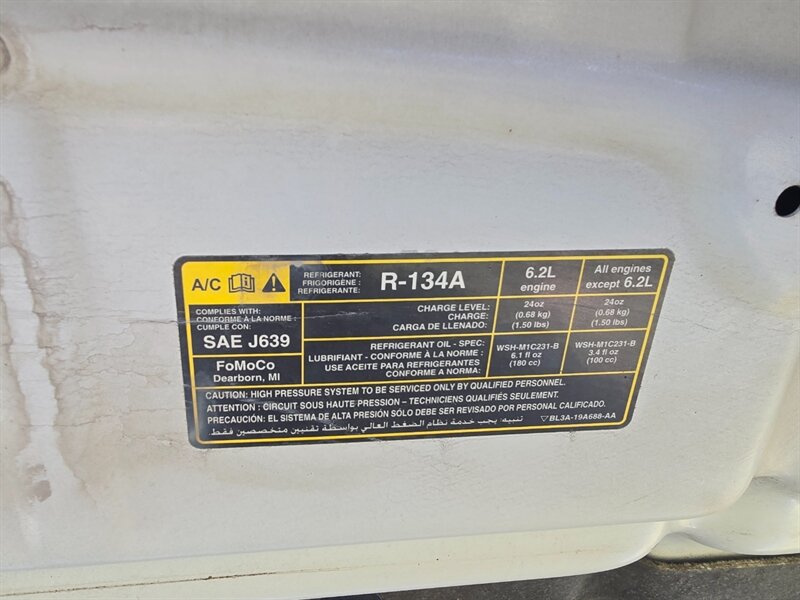 A/C
REFRIGERANT:
FRIGORIGÈNE :
REFRIGERANTE:
R-134A
6.2L
engine
All engines
except 6.2L
COMPLIES WITH:
CONFORME À LA NORME :
CUMPLE CON:
SAE J639
FoMoCo
Dearborn, MI
CHARGE LEVEL:
CHARGE:
CARGA DE LLENADO:
24oz
(0.68 kg)
(1.50 lbs)
24oz
(0.68 kg)
(1.50 lbs)
REFRIGERANT OIL - SPEC:
LUBRIFIANT - CONFORME À LA NORME :
USE ACEITE PARA REFRIGERANTES
CONFORME A NORMA:
WSH-M1C231-B
6.1 fl oz
(180 cc)
WSH-M1C231-B
3.4 fl oz
(100 cc)
CAUTION: HIGH PRESSURE SYSTEM TO BE SERVICED ONLY BY QUALIFIED PERSONNEL.
ATTENTION : CIRCUIT SOUS HAUTE PRESSION – TECHNICIENS QUALIFIÉS SEULEMENT.
PRECAUCIÓN: EL SISTEMA DE ALTA PRESIÓN SÓLO DEBE SER REVISADO POR PERSONAL CALIFICADO.
تنبيه: يجب خدمة نظام الضغط العالي بواسطة تقنيين متخصصين فقط.
▽BL3A-19A688-AA